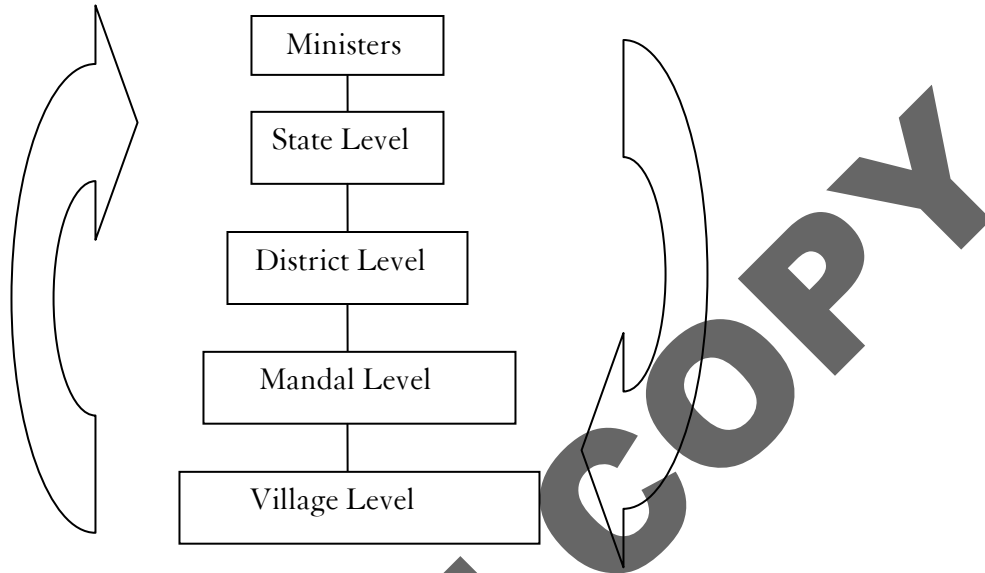 Ministers
State Level
District Level
Mandal Level
Village Level
COPY